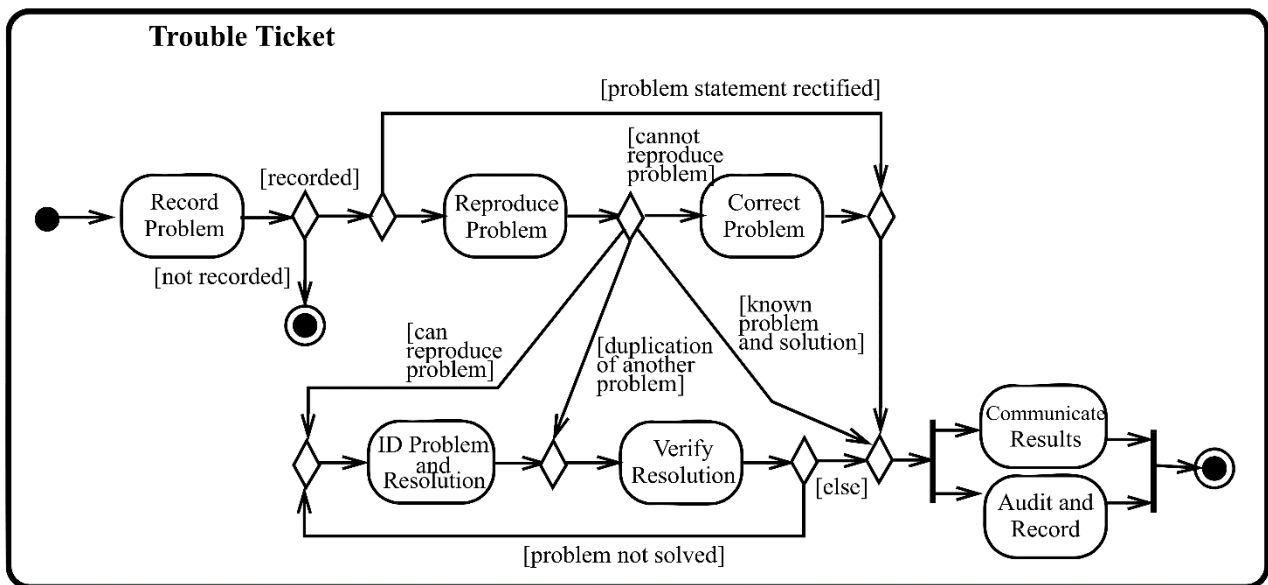 Trouble Ticket
[problem statement rectified]
[cannot
reproduce
problem]
[recorded]
Record
Problem
Reproduce
Problem
Correct
Problem
[not recorded]
[can
reproduce
problem]
[duplication
of another
problem]
[known
problem
and solution]
ID Problem
and
Resolution
Verify
Resolution
[else]
Communicate
Results
Audit and
Record
[problem not solved]